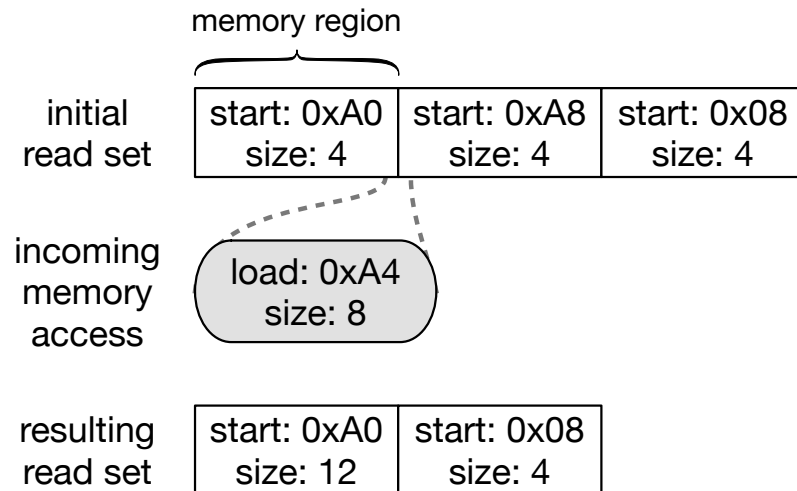 memory region
initial
read set
start: 0xA0
size: 4
start: 0xA8
size: 4
start: 0x08
size: 4
incoming
memory
access
load: 0xA4
size: 8
resulting
read set
start: 0xA0
size: 12
start: 0x08
size: 4